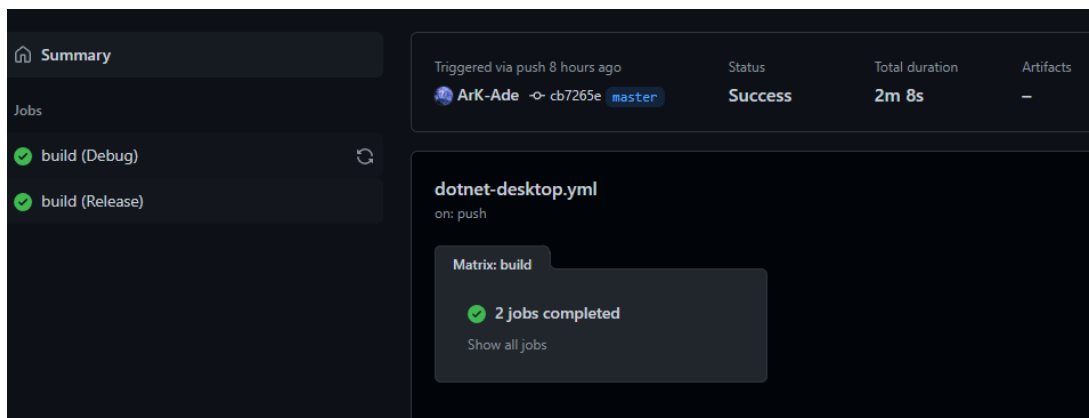 Summary
Jobs
build (Debug)
build (Release)
Triggered via push 8 hours ago
ArK-Ade cb7265e master
Status
Success
Total duration
2m 8s
Artifacts
–
dotnet-desktop.yml
on: push
Matrix: build
2 jobs completed
Show all jobs